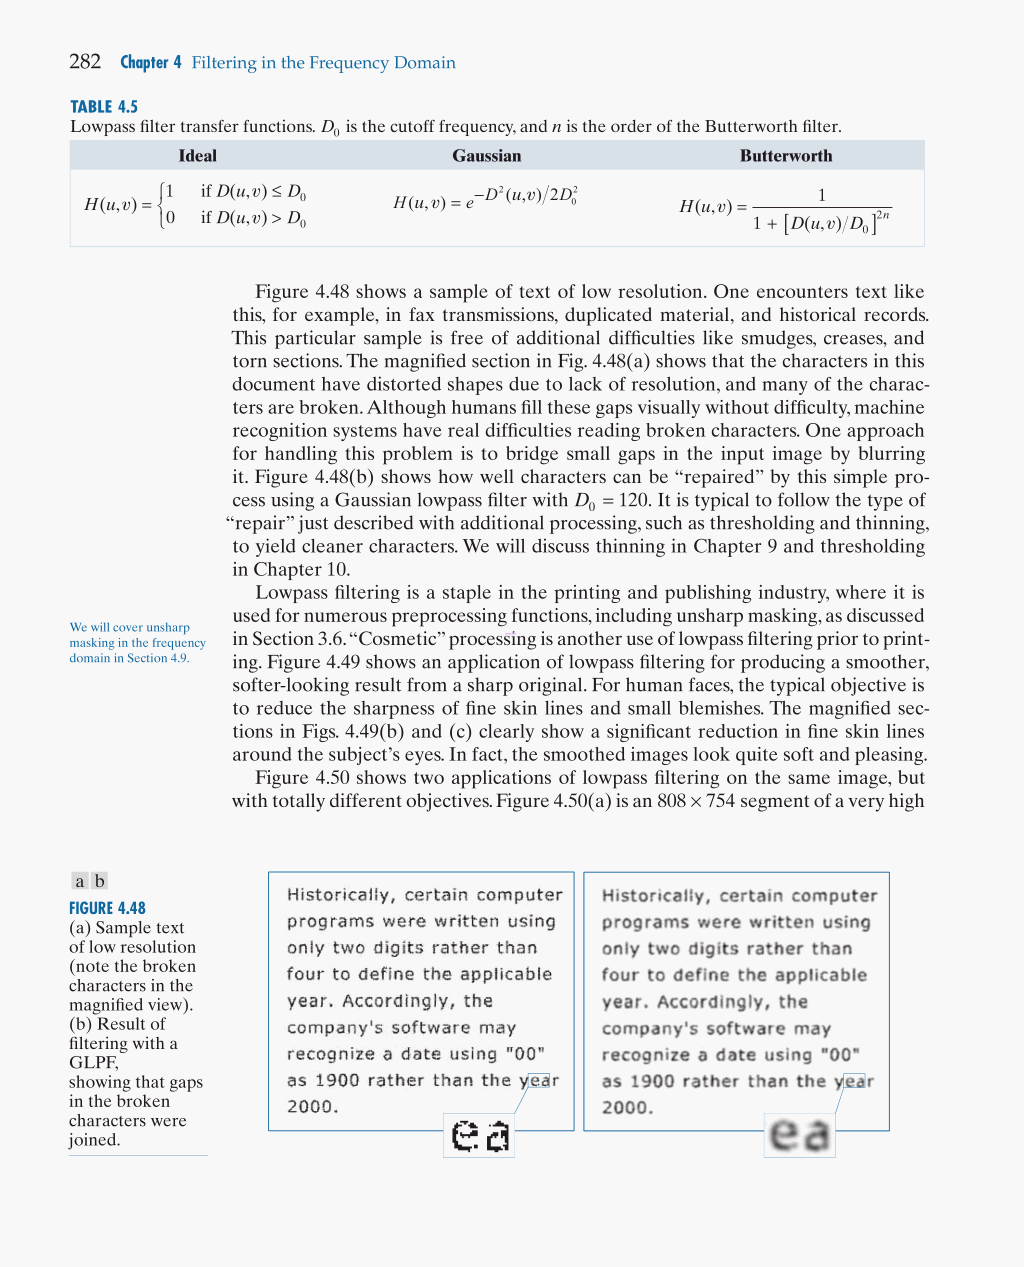 282 Chapter 4 Filtering in the Frequency Domain
TABLE 4.5
Lowpass filter transfer functions. D₀ is the cutoff frequency, and n is the order of the Butterworth filter.
Ideal Gaussian Butterworth
H(u,v) = {1 if D(u,v) ≤ D₀
0 if D(u,v) > D₀
H(u,v) = e^{−D²(u,v)/2D₀²}
H(u,v) = 1 / (1 + [D(u,v)/D₀]²ⁿ)
Figure 4.48 shows a sample of text of low resolution. One encounters text like
this, for example, in fax transmissions, duplicated material, and historical records.
This particular sample is free of additional difficulties like smudges, creases, and
torn sections. The magnified section in Fig. 4.48(a) shows that the characters in this
document have distorted shapes due to lack of resolution, and many of the charac-
ters are broken. Although humans fill these gaps visually without difficulty, machine
recognition systems have real difficulties reading broken characters. One approach
for handling this problem is to bridge small gaps in the input image by blurring
it. Figure 4.48(b) shows how well characters can be “repaired” by this simple pro-
cess using a Gaussian lowpass filter with D₀ = 120. It is typical to follow the type of
“repair” just described with additional processing, such as thresholding and thinning,
to yield cleaner characters. We will discuss thinning in Chapter 9 and thresholding
in Chapter 10.
Lowpass filtering is a staple in the printing and publishing industry, where it is
used for numerous preprocessing functions, including unsharp masking, as discussed
in Section 3.6. “Cosmetic” processing is another use of lowpass filtering prior to print-
ing. Figure 4.49 shows an application of lowpass filtering for producing a smoother,
softer-looking result from a sharp original. For human faces, the typical objective is
to reduce the sharpness of fine skin lines and small blemishes. The magnified sec-
tions in Figs. 4.49(b) and (c) clearly show a significant reduction in fine skin lines
around the subject’s eyes. In fact, the smoothed images look quite soft and pleasing.
Figure 4.50 shows two applications of lowpass filtering on the same image, but
with totally different objectives. Figure 4.50(a) is an 808 × 754 segment of a very high
We will cover unsharp
masking in the frequency
domain in Section 4.9.
a b
FIGURE 4.48
(a) Sample text
of low resolution
(note the broken
characters in the
magnified view).
(b) Result of
filtering with a
GLPF,
showing that gaps
in the broken
characters were
joined.
Historically, certain computer
programs were written using
only two digits rather than
four to define the applicable
year. Accordingly, the
company's software may
recognize a date using "00"
as 1900 rather than the year
2000.
ea
Historically, certain computer
programs were written using
only two digits rather than
four to define the applicable
year. Accordingly, the
company's software may
recognize a date using "00"
as 1900 rather than the year
2000.
ea